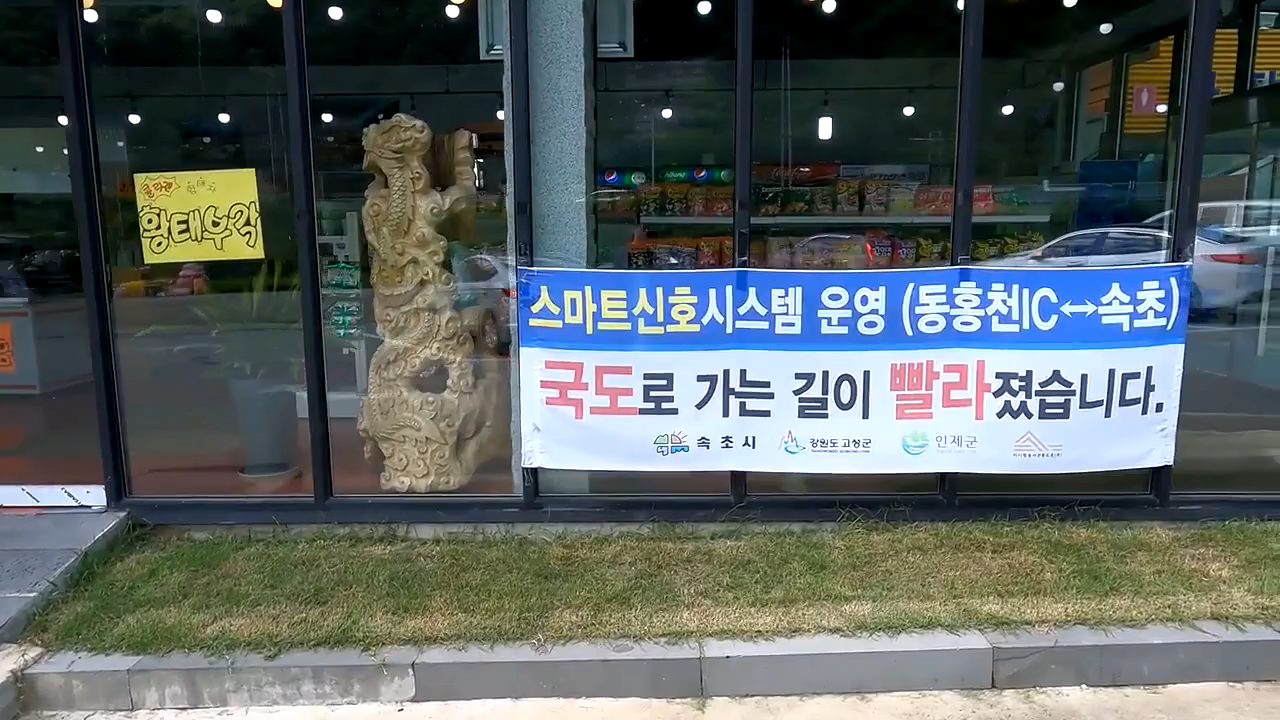 황태부각
스마트신호시스템 운영 (동홍천IC↔속초)
국도로 가는 길이 빨라졌습니다.
속초시 강원도고성군 인제군